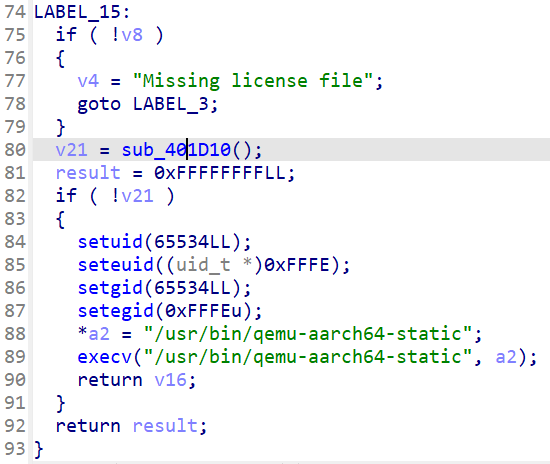 74 LABEL_15:
75   if ( !v8 )
76   {
77     v4 = "Missing license file";
78     goto LABEL_3;
79   }
80   v21 = sub_401D10();
81   result = 0xFFFFFFFFLL;
82   if ( !v21 )
83   {
84     setuid(65534LL);
85     seteuid((uid_t *)0xFFFE);
86     setgid(65534LL);
87     setegid(0xFFFEu);
88     *a2 = "/usr/bin/qemu-aarch64-static";
89     execv("/usr/bin/qemu-aarch64-static", a2);
90     return v16;
91   }
92   return result;
93 }